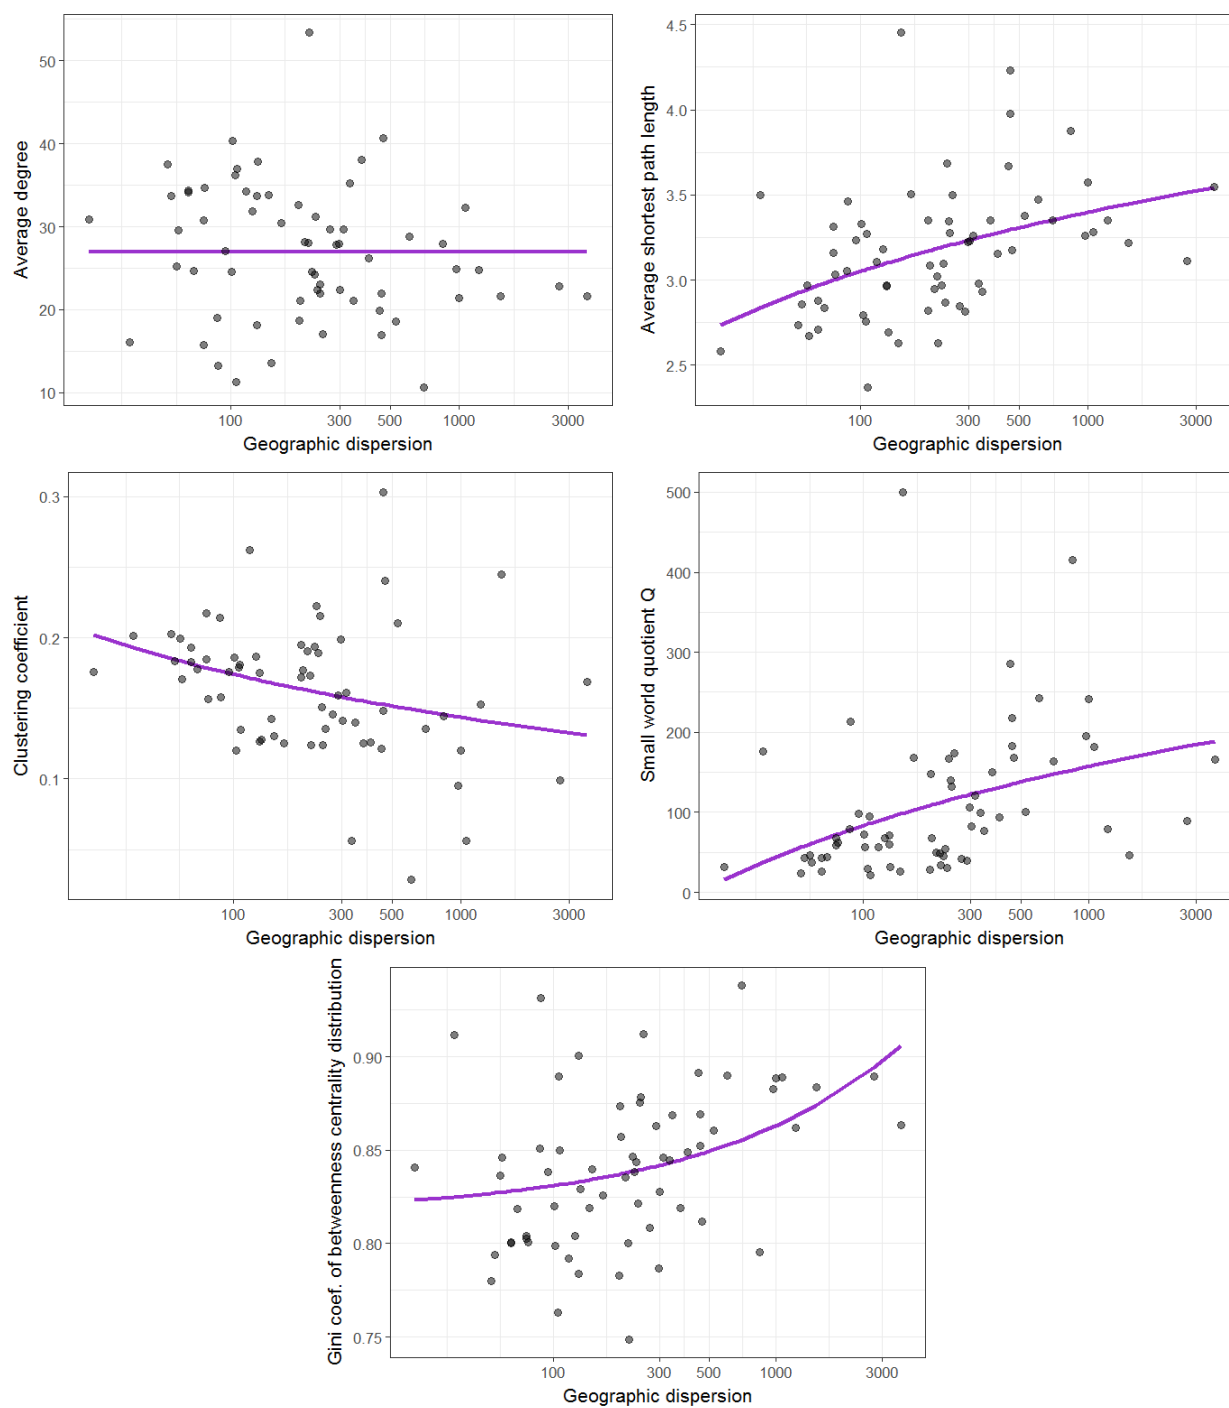 Average degree
50
40
30
20
10
100 300 500 1000 3000
Geographic dispersion
Average shortest path length
4.5
4.0
3.5
3.0
2.5
100 300 500 1000 3000
Geographic dispersion
Clustering coefficient
0.3
0.2
0.1
100 300 500 1000 3000
Geographic dispersion
Small world quotient Q
500
400
300
200
100
0
100 300 500 1000 3000
Geographic dispersion
Gini coef. of betweenness centrality distribution
0.90
0.85
0.80
0.75
100 300 500 1000 3000
Geographic dispersion